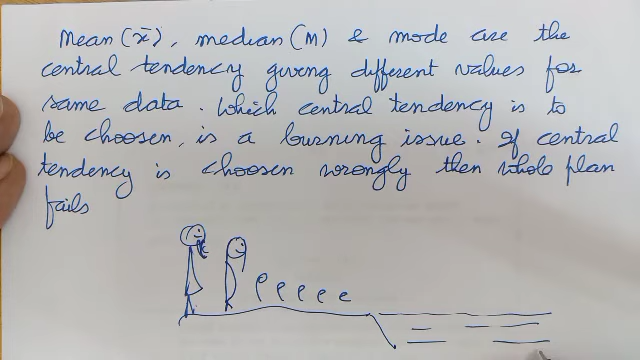 Mean (x̄), median (M) & mode are the
central tendency giving different values for
same data. Which central tendency is to
be choosen, is a burning issue. If central
tendency is choosen wrongly then whole plan
fails